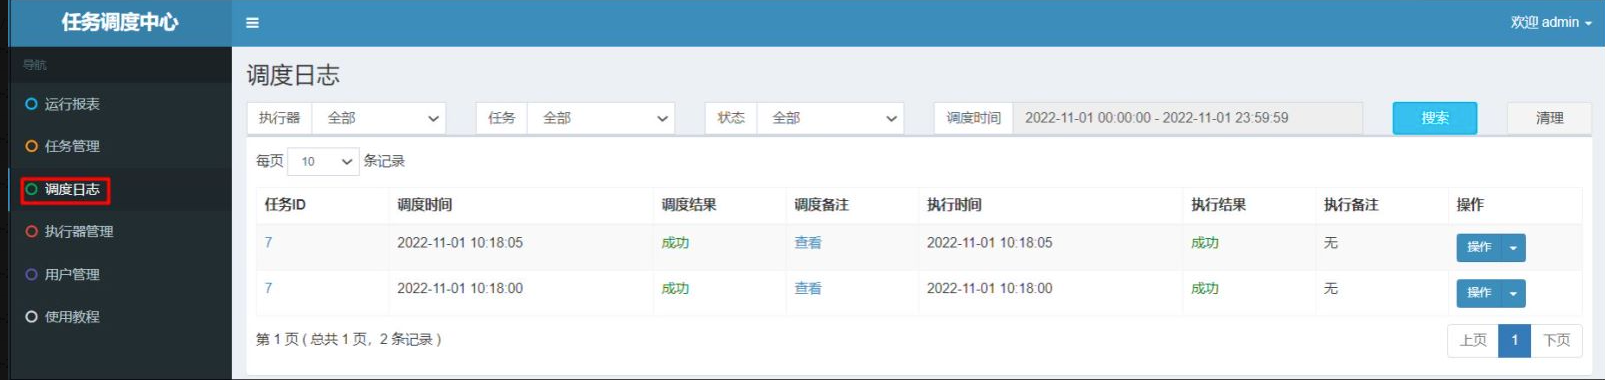 任务调度中心
欢迎 admin
导航
运行报表
任务管理
调度日志
执行器管理
用户管理
使用教程
调度日志
执行器 全部 任务 全部 状态 全部 调度时间 2022-11-01 00:00:00 - 2022-11-01 23:59:59 搜索 清理
每页 10 条记录
任务ID 调度时间 调度结果 调度备注 执行时间 执行结果 执行备注 操作
7 2022-11-01 10:18:05 成功 查看 2022-11-01 10:18:05 成功 无 操作
7 2022-11-01 10:18:00 成功 查看 2022-11-01 10:18:00 成功 无 操作
第 1 页 ( 总共 1 页，2 条记录 )
上页 1 下页